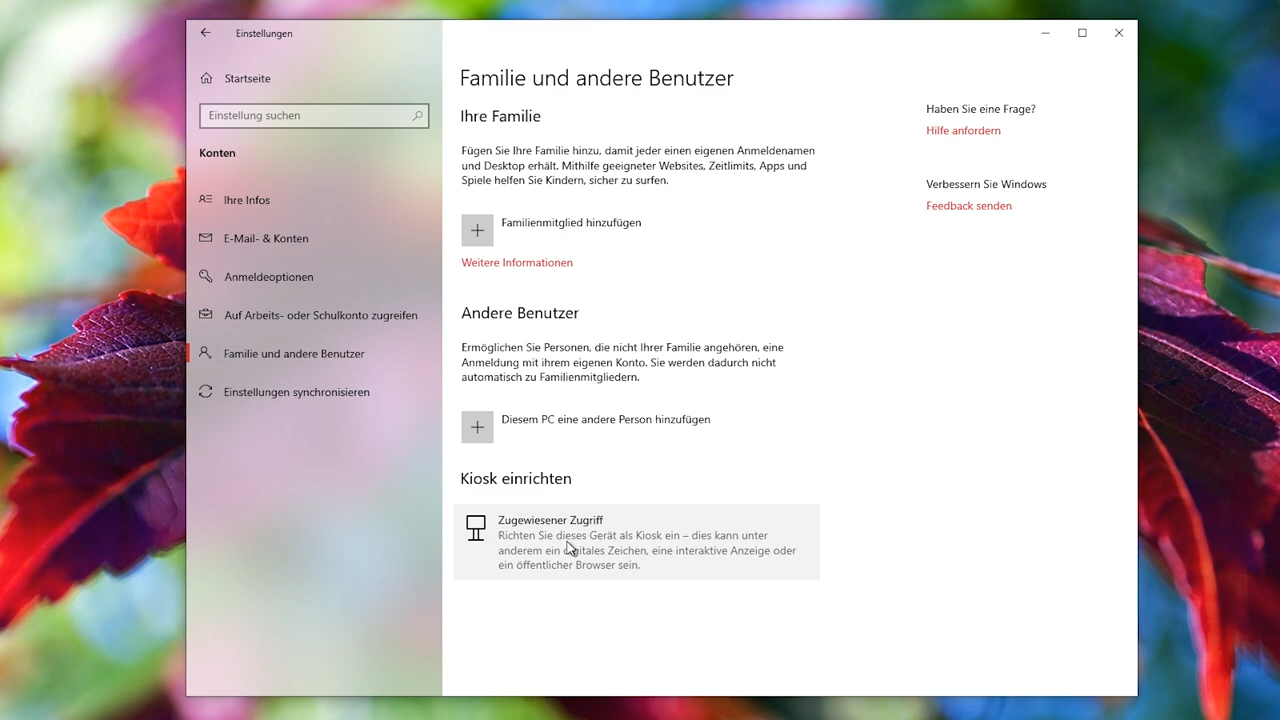 Einstellungen
Startseite
Einstellung suchen
Konten
Ihre Infos
E-Mail- & Konten
Anmeldeoptionen
Auf Arbeits- oder Schulkonto zugreifen
Familie und andere Benutzer
Einstellungen synchronisieren
Familie und andere Benutzer
Ihre Familie
Fügen Sie Ihre Familie hinzu, damit jeder einen eigenen Anmeldenamen
und Desktop erhält. Mithilfe geeigneter Websites, Zeitlimits, Apps und
Spiele helfen Sie Kindern, sicher zu surfen.
Familienmitglied hinzufügen
Weitere Informationen
Andere Benutzer
Ermöglichen Sie Personen, die nicht Ihrer Familie angehören, eine
Anmeldung mit ihrem eigenen Konto. Sie werden dadurch nicht
automatisch zu Familienmitgliedern.
Diesem PC eine andere Person hinzufügen
Kiosk einrichten
Zugewiesener Zugriff
Richten Sie dieses Gerät als Kiosk ein – dies kann unter
anderem ein digitales Zeichen, eine interaktive Anzeige oder
ein öffentlicher Browser sein.
Haben Sie eine Frage?
Hilfe anfordern
Verbessern Sie Windows
Feedback senden